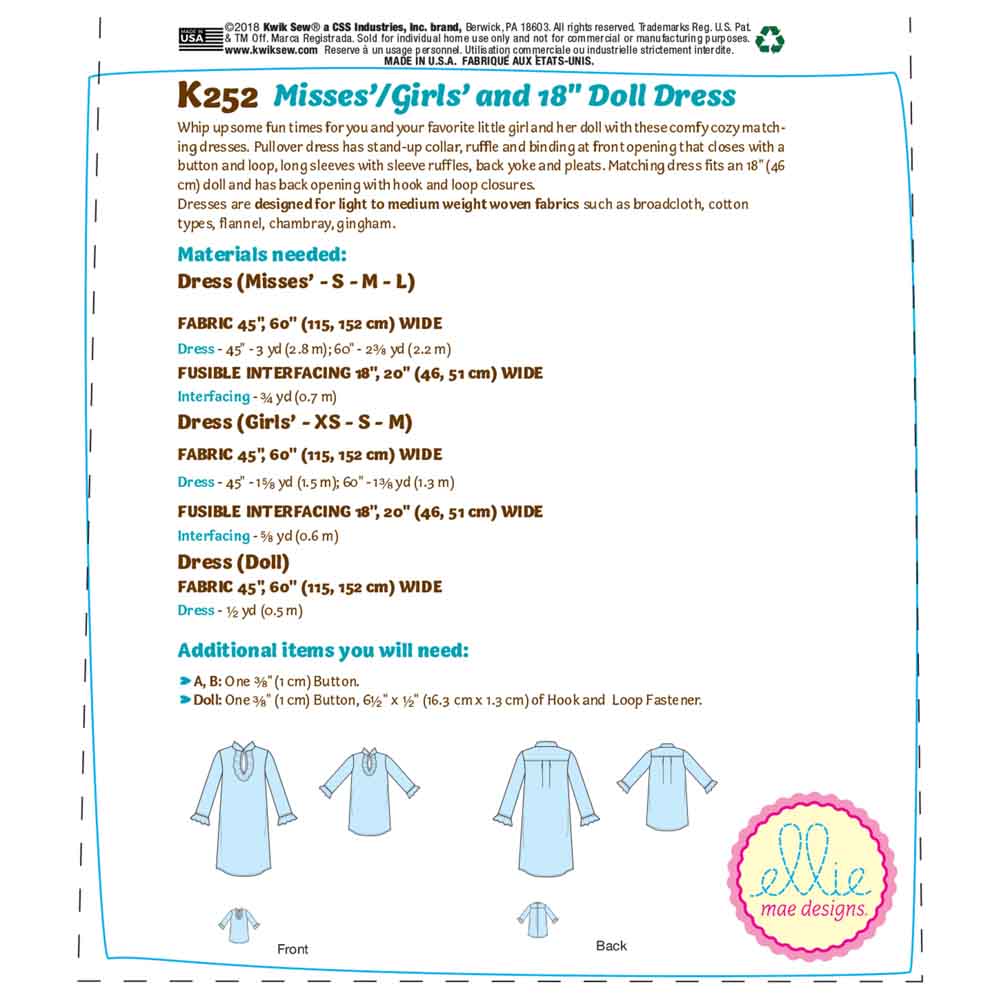 MADE IN USA
©2018 Kwik Sew® a CSS Industries, Inc. brand, Berwick, PA 18603. All rights reserved. Trademarks Reg. U.S. Pat.
& TM Off. Marca Registrada. Sold for individual home use only and not for commercial or manufacturing purposes.
www.kwiksew.com Reserve à un usage personnel. Utilisation commerciale ou industrielle strictement interdite.
MADE IN U.S.A. FABRIQUÉ AUX ETATS-UNIS.
K252 Misses'/Girls' and 18" Doll Dress
Whip up some fun times for you and your favorite little girl and her doll with these comfy cozy match-
ing dresses. Pullover dress has stand-up collar, ruffle and binding at front opening that closes with a
button and loop, long sleeves with sleeve ruffles, back yoke and pleats. Matching dress fits an 18" (46
cm) doll and has back opening with hook and loop closures.
Dresses are designed for light to medium weight woven fabrics such as broadcloth, cotton
types, flannel, chambray, gingham.
Materials needed:
Dress (Misses' - S - M - L)
FABRIC 45", 60" (115, 152 cm) WIDE
Dress - 45" - 3 yd (2.8 m); 60" - 2⅜ yd (2.2 m)
FUSIBLE INTERFACING 18", 20" (46, 51 cm) WIDE
Interfacing - ¾ yd (0.7 m)
Dress (Girls' - XS - S - M)
FABRIC 45", 60" (115, 152 cm) WIDE
Dress - 45" - 1⅝ yd (1.5 m); 60" - 1⅜ yd (1.3 m)
FUSIBLE INTERFACING 18", 20" (46, 51 cm) WIDE
Interfacing - ⅝ yd (0.6 m)
Dress (Doll)
FABRIC 45", 60" (115, 152 cm) WIDE
Dress - ½ yd (0.5 m)
Additional items you will need:
A, B: One ⅜" (1 cm) Button.
Doll: One ⅜" (1 cm) Button, 6½" x ½" (16.3 cm x 1.3 cm) of Hook and Loop Fastener.
Front
Back
ellie
mae designs.